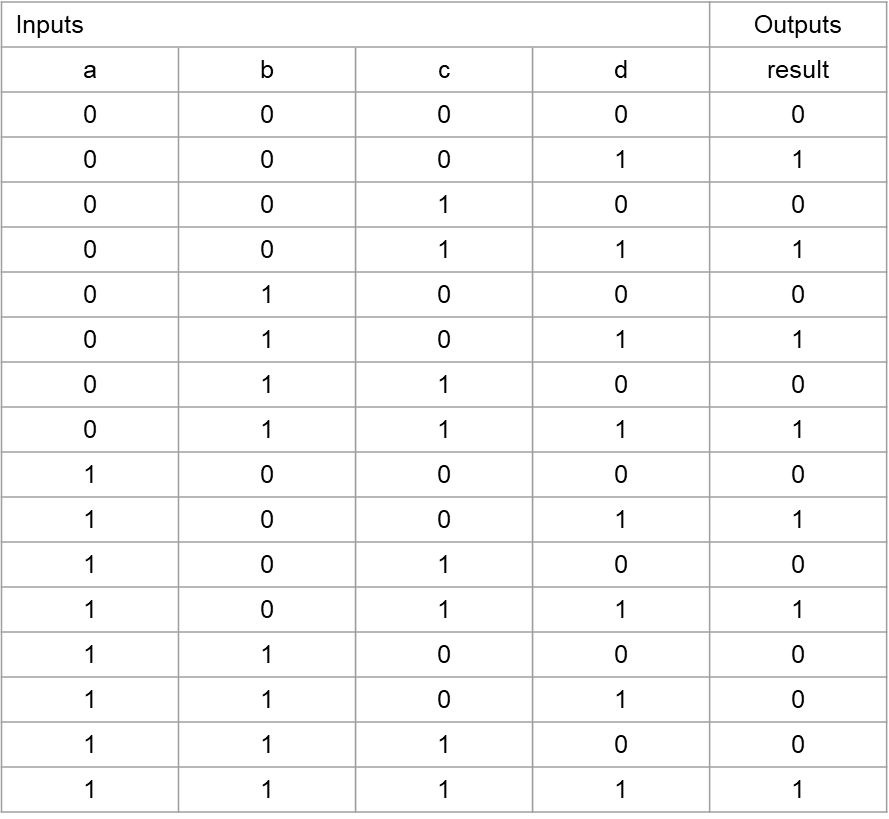 Inputs Outputs
a b c d result
0 0 0 0 0
0 0 0 1 1
0 0 1 0 0
0 0 1 1 1
0 1 0 0 0
0 1 0 1 1
0 1 1 0 0
0 1 1 1 1
1 0 0 0 0
1 0 0 1 1
1 0 1 0 0
1 0 1 1 1
1 1 0 0 0
1 1 0 1 0
1 1 1 0 0
1 1 1 1 1